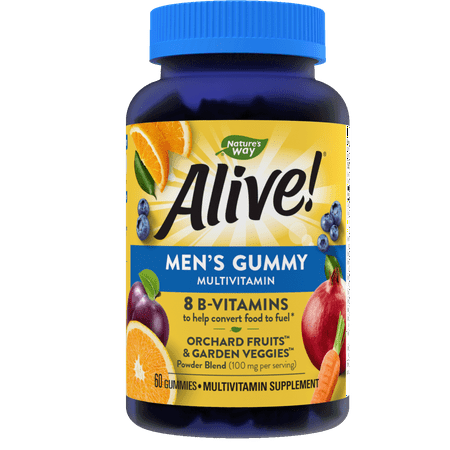 Nature's
Way
Alive!
MEN'S GUMMY
MULTIVITAMIN
8 B-VITAMINS
to help convert food to fuel*
ORCHARD FRUITS™
& GARDEN VEGGIES™
Powder Blend (100 mg per serving)
60 GUMMIES • MULTIVITAMIN SUPPLEMENT